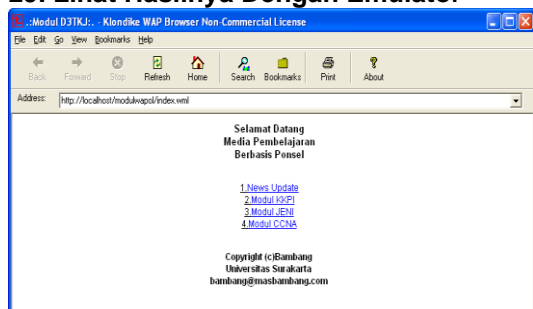 .:Modul D3TKJ:. - Klondike WAP Browser Non-Commercial License
File Edit Go View Bookmarks Help
Back Forward Stop Refresh Home Search Bookmarks Print About
Address: http://localhost/modulwapol/index.wml
Selamat Datang
Media Pembelajaran
Berbasis Ponsel
1.News Update
2.Modul KKPI
3.Modul JENI
4.Modul CCNA
Copyright (c)Bambang
Universitas Surakarta
bambang@masbambang.com